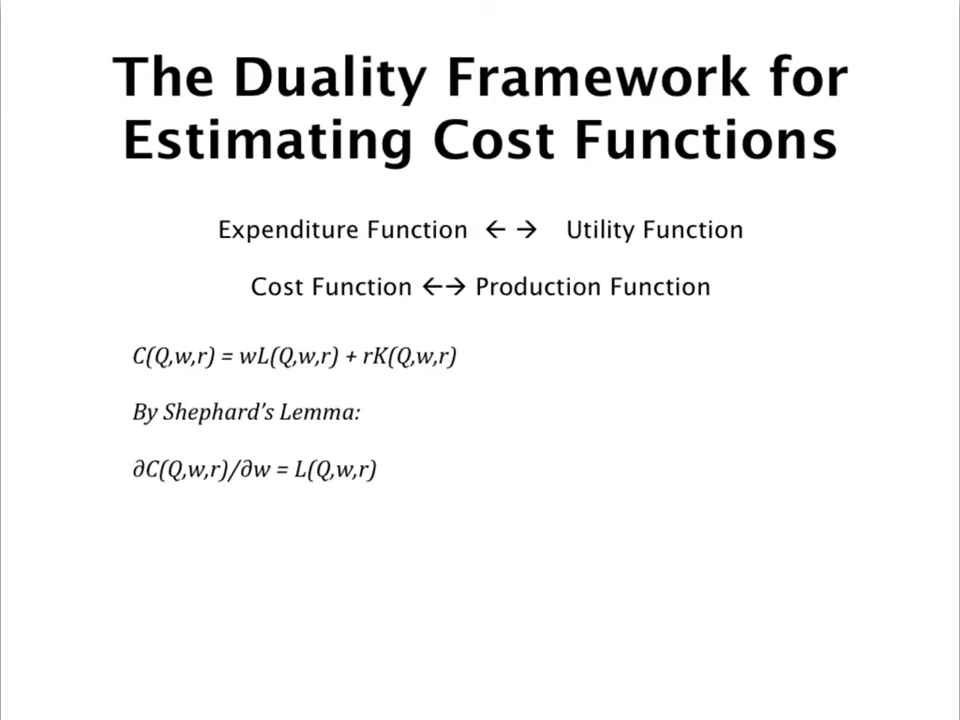 The Duality Framework for
Estimating Cost Functions
Expenditure Function ← → Utility Function
Cost Function ←→ Production Function
C(Q,w,r) = wL(Q,w,r) + rK(Q,w,r)
By Shephard’s Lemma:
∂C(Q,w,r)/∂w = L(Q,w,r)